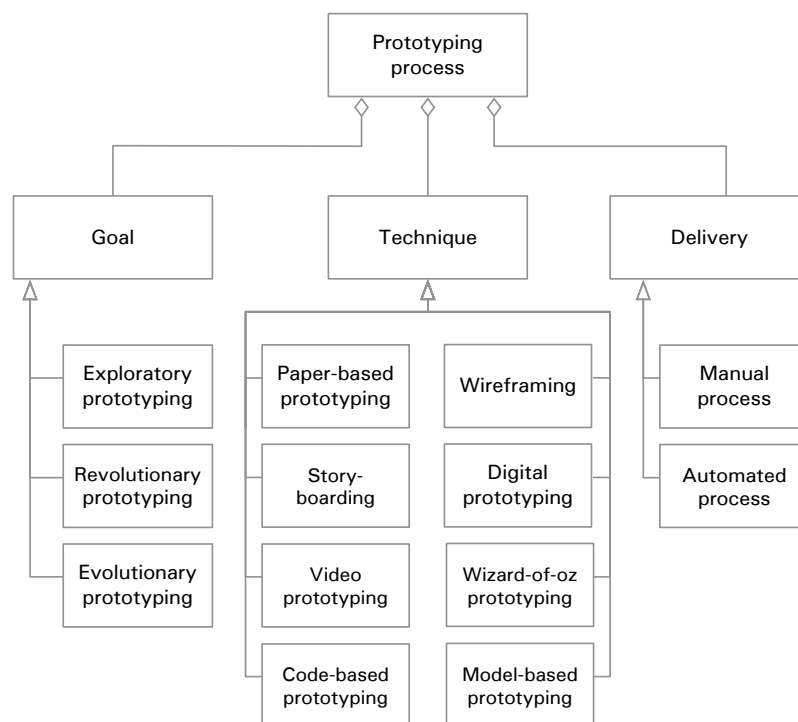 Prototyping
process
Goal
Technique
Delivery
Exploratory
prototyping
Revolutionary
prototyping
Evolutionary
prototyping
Paper-based
prototyping
Story-
boarding
Video
prototyping
Code-based
prototyping
Wireframing
Digital
prototyping
Wizard-of-oz
prototyping
Model-based
prototyping
Manual
process
Automated
process